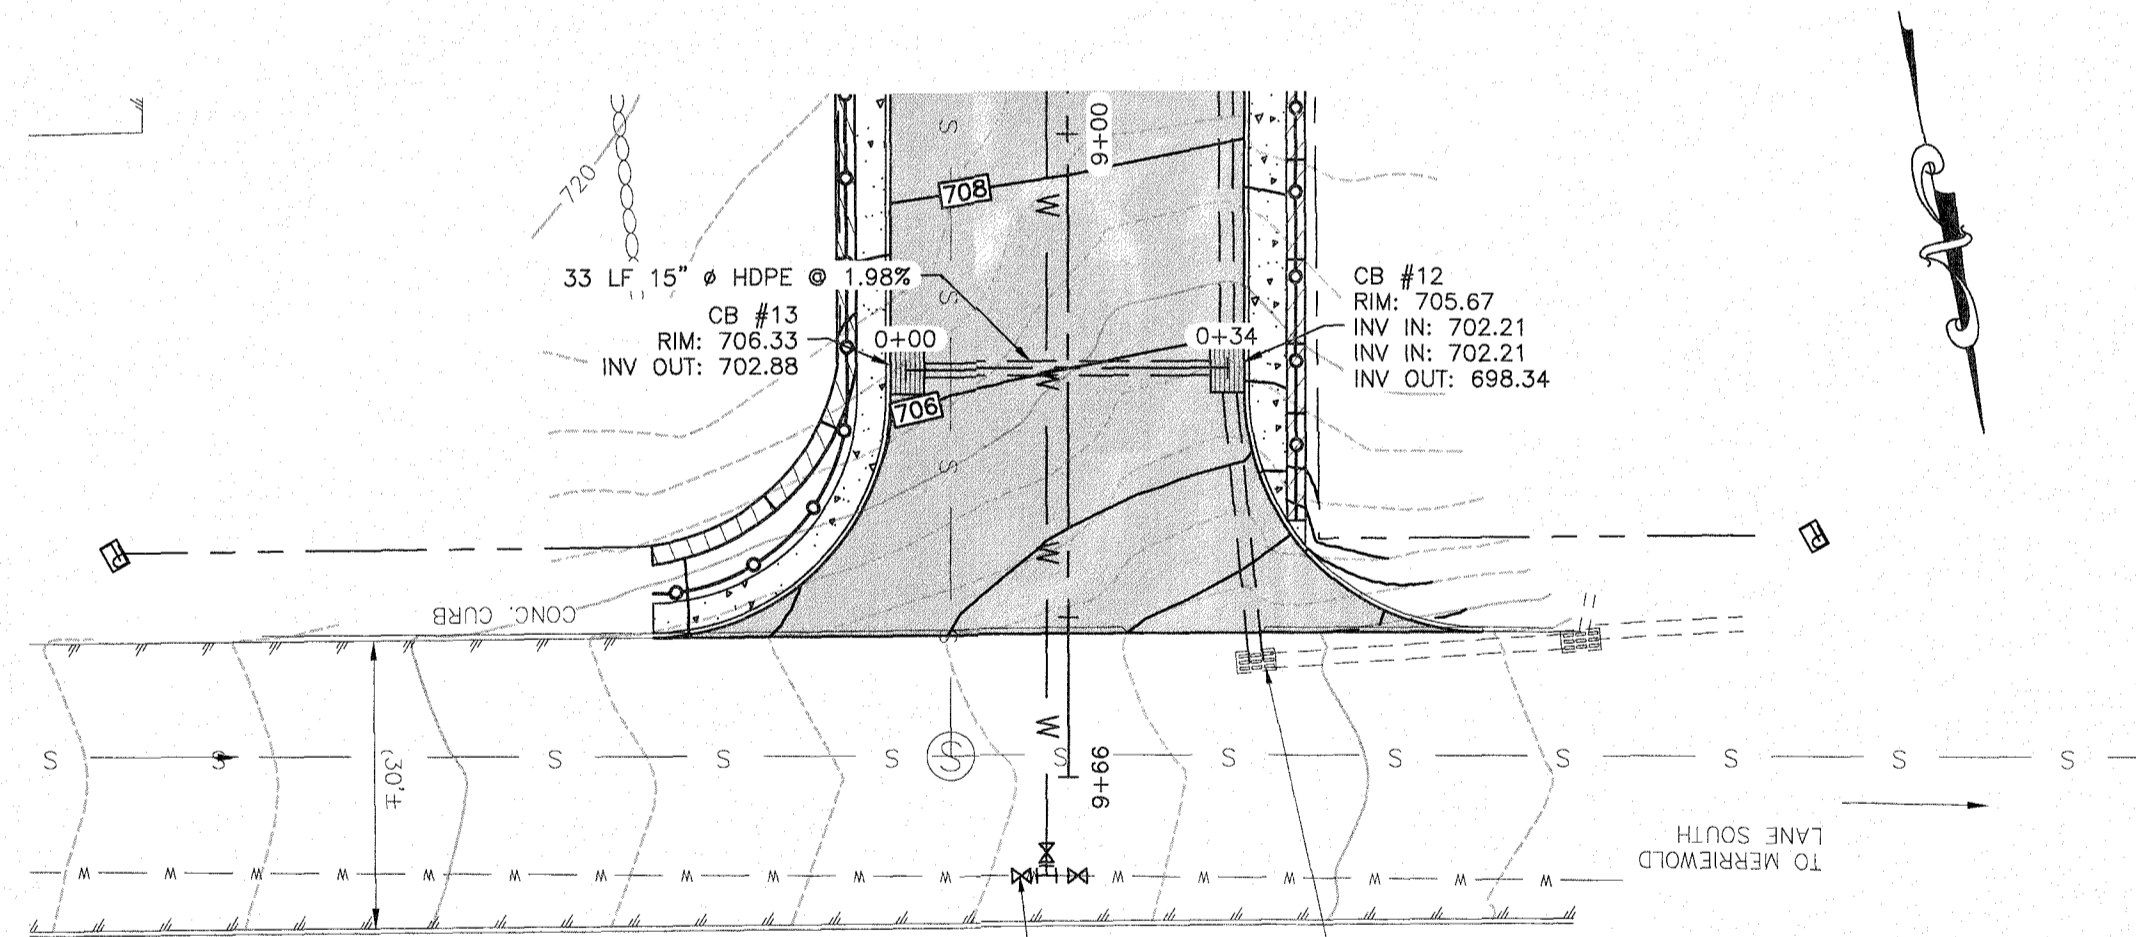 9+00
708
720
33 LF 15" ø HDPE @ 1.98%
CB #13
RIM: 706.33
INV OUT: 702.88
0+00
0+34
CB #12
RIM: 705.67
INV IN: 702.21
INV IN: 702.21
INV OUT: 698.34
706
S
S
S
S
W
W
W
W
N
CONC. CURB
30'±
S S S S S S S S S S S S S
S
9+99
W W W W W W W W W W W W W W W W W
TO MERRIEWOLD
LANE SOUTH